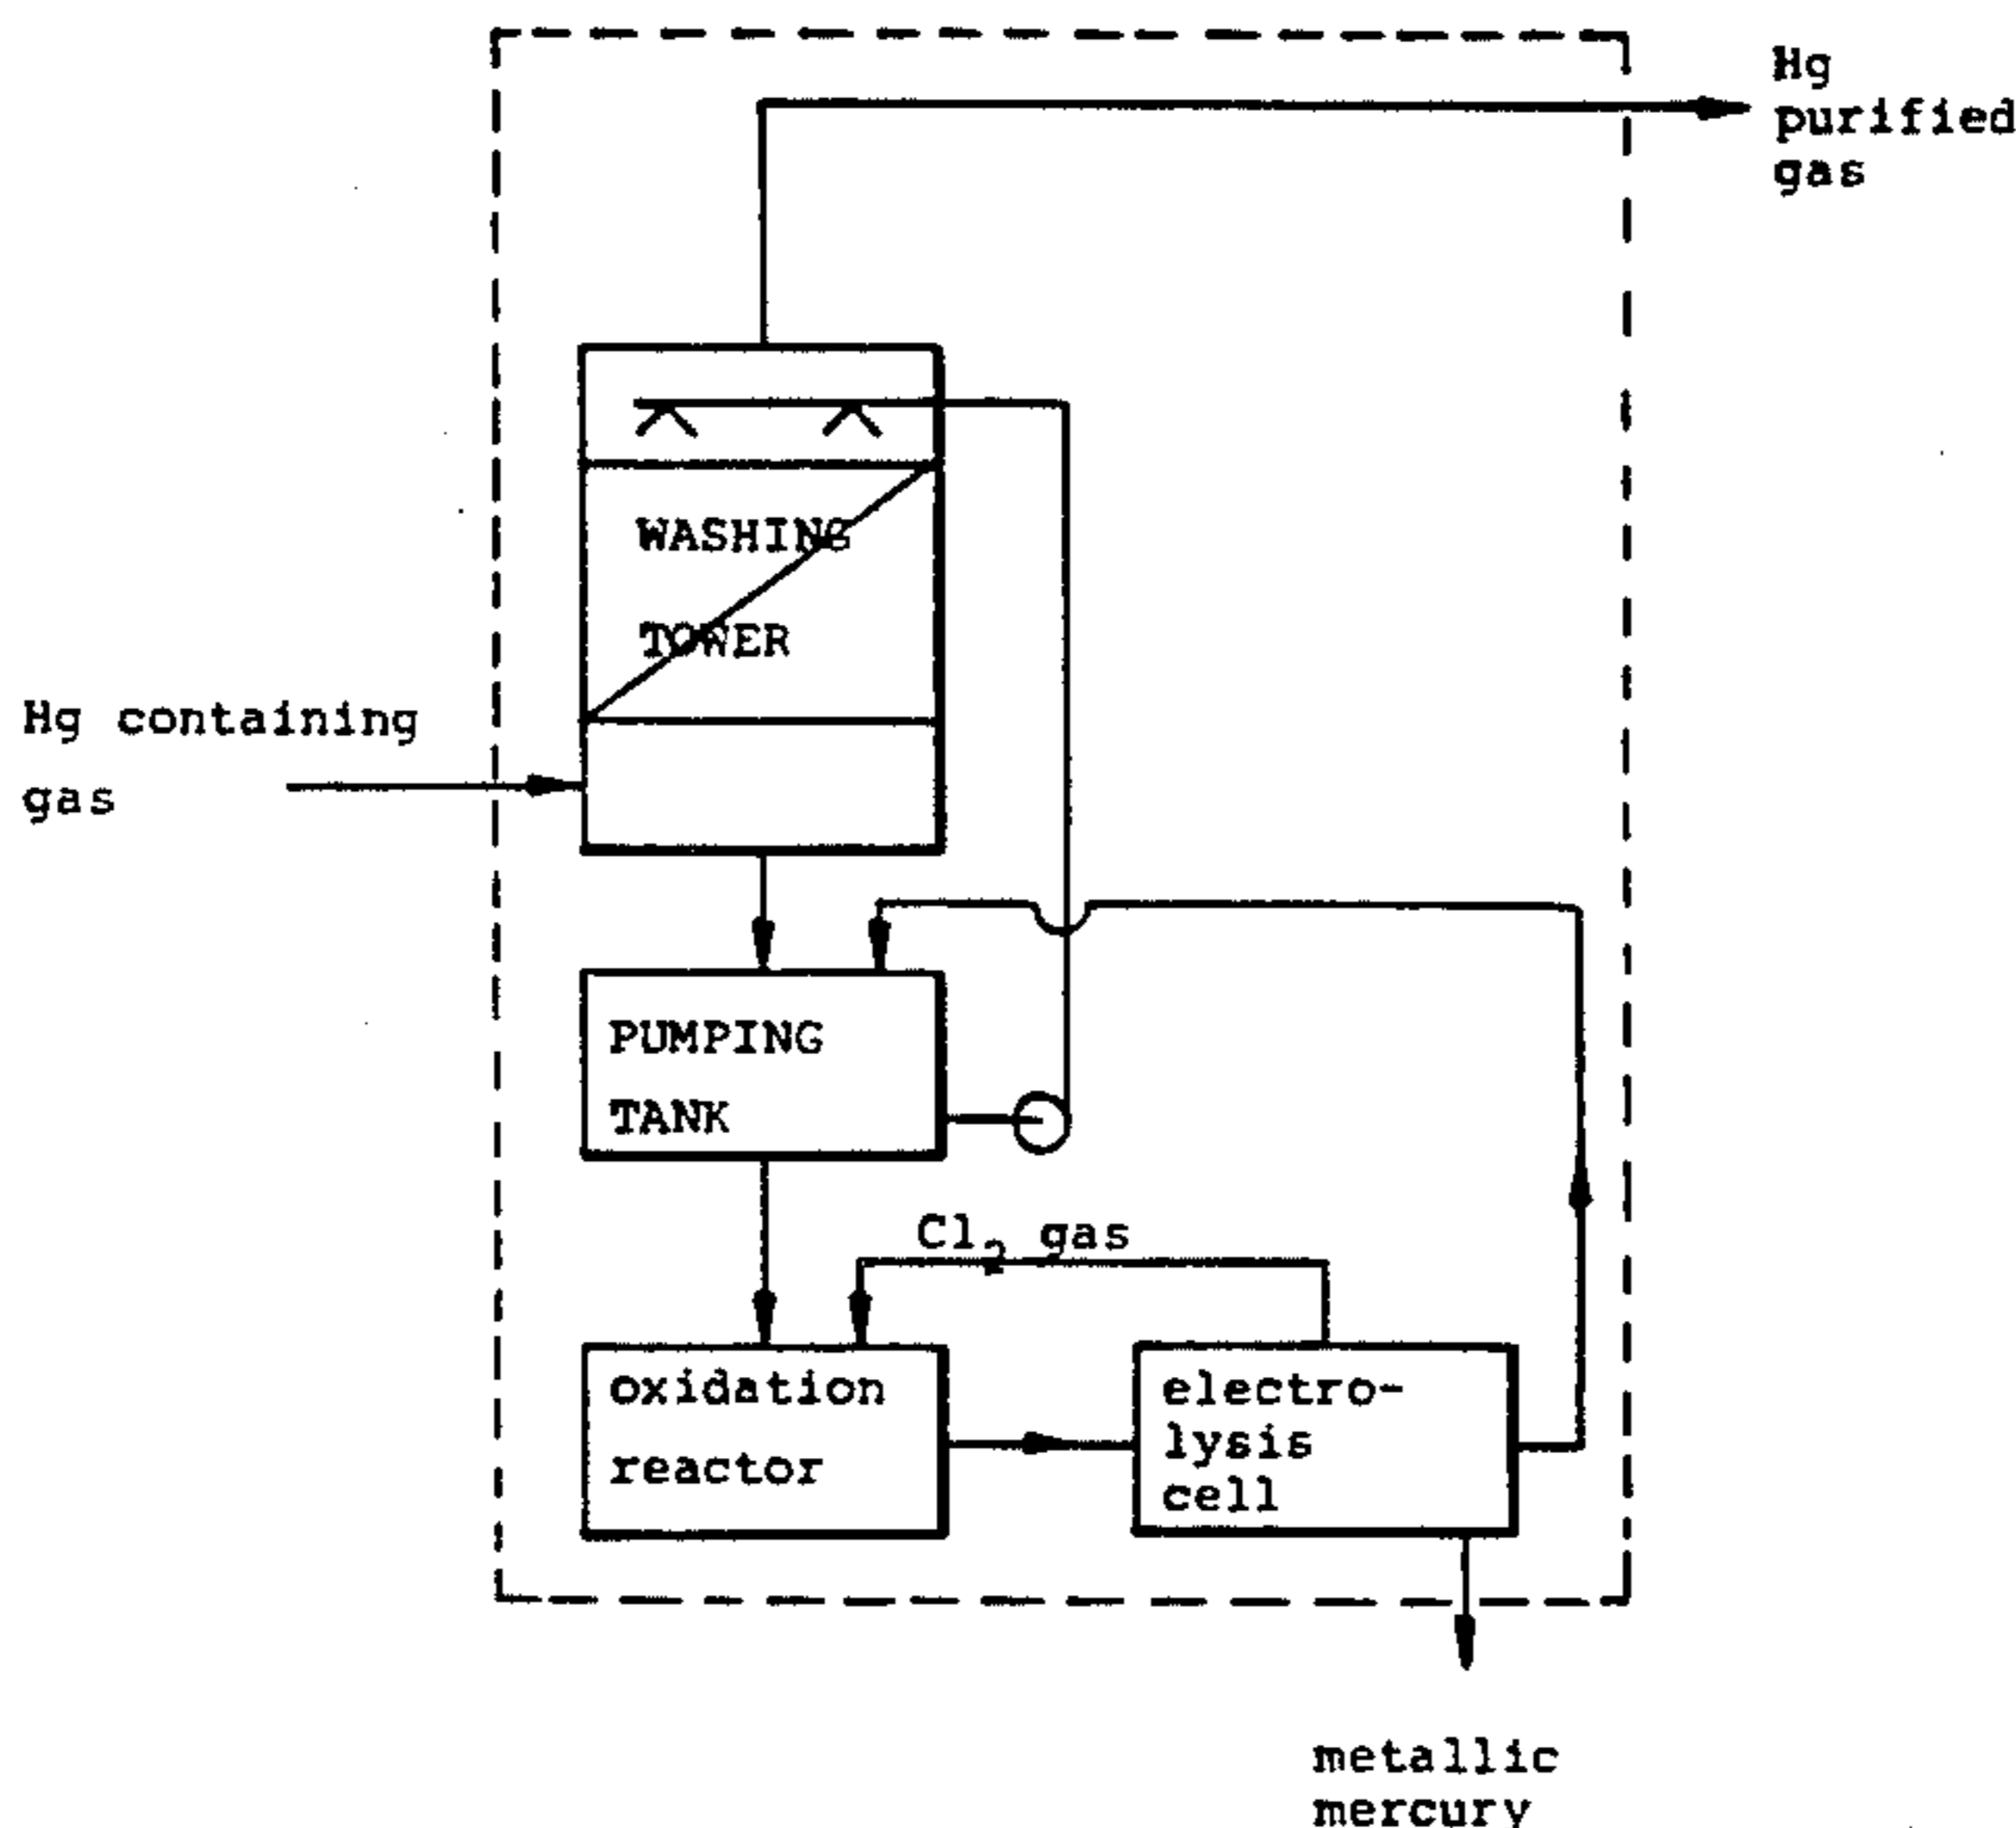 Hg
purified
gas
WASHING
TOWER
Hg containing
gas
PUMPING
TANK
Cl₂ gas
oxidation
reactor
electro-
lysis
cell
metallic
mercury